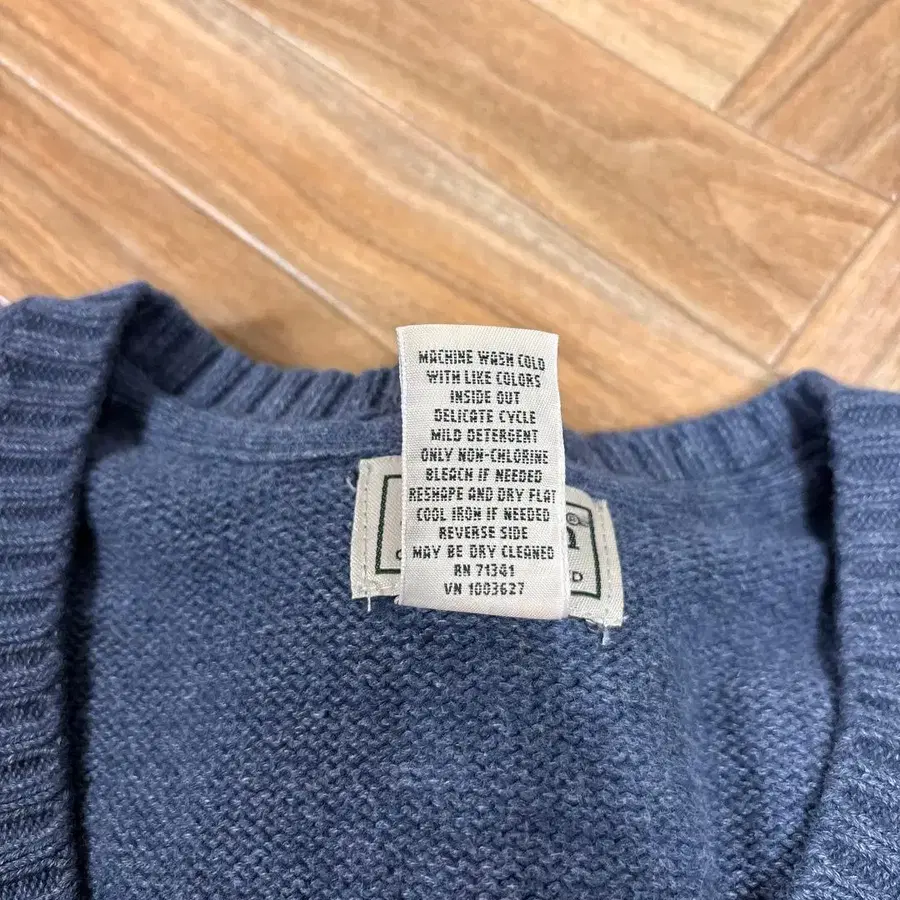 MACHINE WASH COLD
WITH LIKE COLORS
INSIDE OUT
DELICATE CYCLE
MILD DETERGENT
ONLY NON-CHLORINE
BLEACH IF NEEDED
RESHAPE AND DRY FLAT
COOL IRON IF NEEDED
REVERSE SIDE
MAY BE DRY CLEANED
RN 71341
VN 1003627